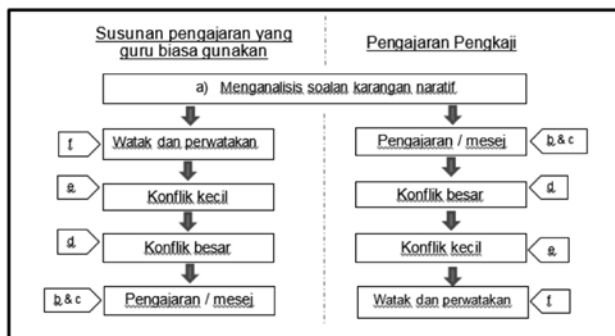 Susunan pengajaran yang
guru biasa gunakan
Pengajaran Pengkaji
a) Menganalisis soalan karangan naratif
f
Watak dan perwatakan
e
Konflik kecil
d
Konflik besar
b & c
Pengajaran / mesej
Pengajaran / mesej
b & c
Konflik besar
d
Konflik kecil
e
Watak dan perwatakan
f